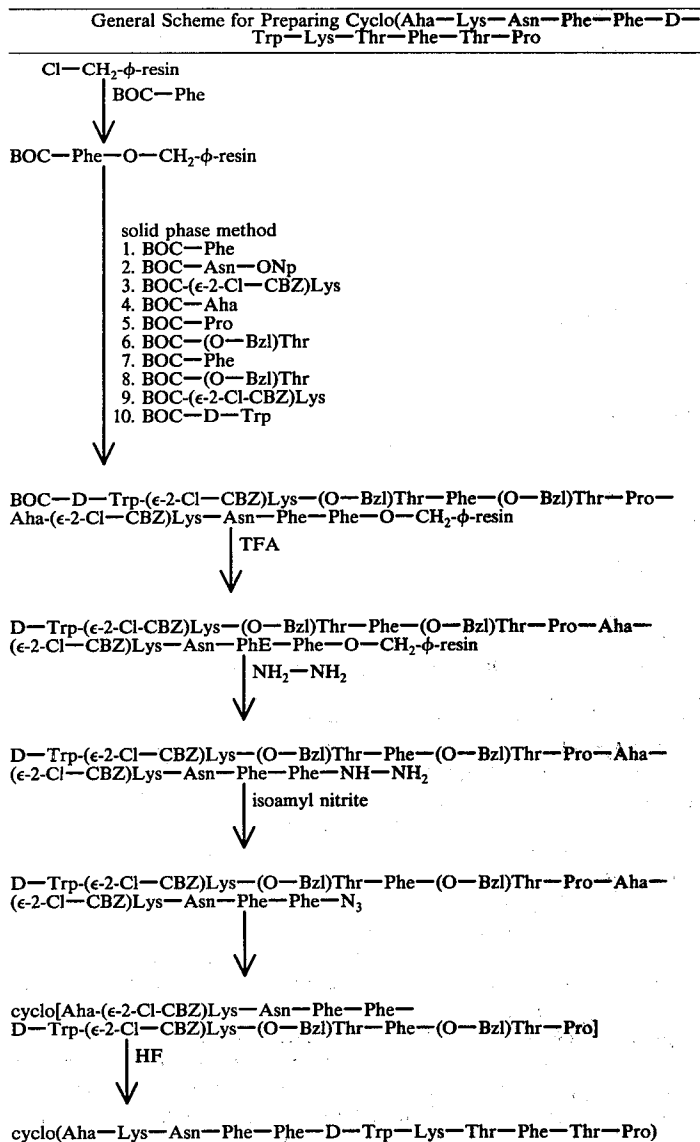 General Scheme for Preparing Cyclo(Aha—Lys—Asn—Phe—Phe—D—
Trp—Lys—Thr—Phe—Thr—Pro
Cl—CH₂-ϕ-resin
BOC—Phe
BOC—Phe—O—CH₂-ϕ-resin
solid phase method
1. BOC—Phe
2. BOC—Asn—ONp
3. BOC-(ϵ-2-Cl—CBZ)Lys
4. BOC—Aha
5. BOC—Pro
6. BOC—(O—Bzl)Thr
7. BOC—Phe
8. BOC—(O—Bzl)Thr
9. BOC-(ϵ-2-Cl-CBZ)Lys
10. BOC—D—Trp
BOC—D—Trp-(ϵ-2-Cl—CBZ)Lys—(O—Bzl)Thr—Phe—(O—Bzl)Thr—Pro—
Aha-(ϵ-2-Cl—CBZ)Lys—Asn—Phe—Phe—O—CH₂-ϕ-resin
TFA
D—Trp-(ϵ-2-Cl-CBZ)Lys—(O—Bzl)Thr—Phe—(O—Bzl)Thr—Pro—Aha—
(ϵ-2-Cl—CBZ)Lys—Asn—PhE—Phe—O—CH₂-ϕ-resin
NH₂—NH₂
D—Trp-(ϵ-2-Cl—CBZ)Lys—(O—Bzl)Thr—Phe—(O—Bzl)Thr—Pro—Aha—
(ϵ-2-Cl—CBZ)Lys—Asn—Phe—Phe—NH—NH₂
isoamyl nitrite
D—Trp-(ϵ-2-Cl—CBZ)Lys—(O—Bzl)Thr—Phe—(O—Bzl)Thr—Pro—Aha—
(ϵ-2-Cl—CBZ)Lys—Asn—Phe—Phe—N₃
cyclo[Aha-(ϵ-2-Cl-CBZ)Lys—Asn—Phe—Phe—
D—Trp-(ϵ-2-Cl—CBZ)Lys—(O—Bzl)Thr—Phe—(O—Bzl)Thr—Pro]
HF
cyclo(Aha—Lys—Asn—Phe—Phe—D—Trp—Lys—Thr—Phe—Thr—Pro)